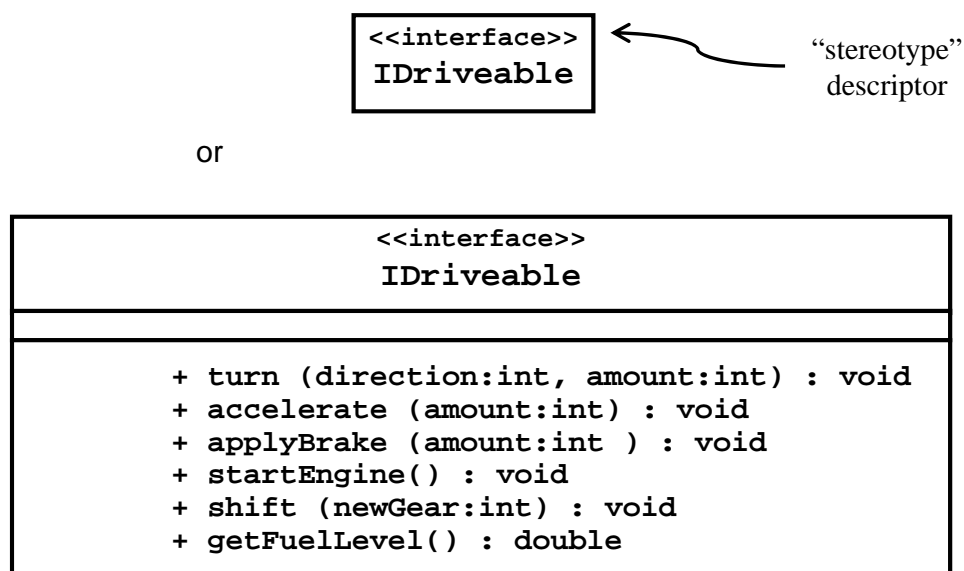 <<interface>>
IDriveable
“stereotype”
descriptor
or
<<interface>>
IDriveable
+ turn (direction:int, amount:int) : void
+ accelerate (amount:int) : void
+ applyBrake (amount:int ) : void
+ startEngine() : void
+ shift (newGear:int) : void
+ getFuelLevel() : double